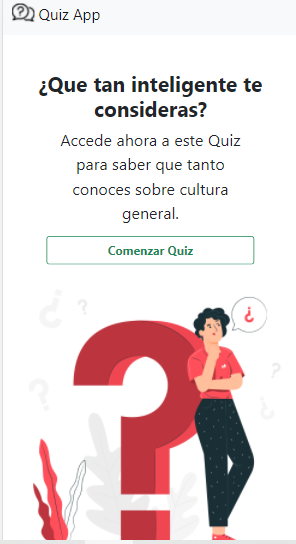 Quiz App
¿Que tan inteligente te
consideras?
Accede ahora a este Quiz
para saber que tanto
conoces sobre cultura
general.
Comenzar Quiz